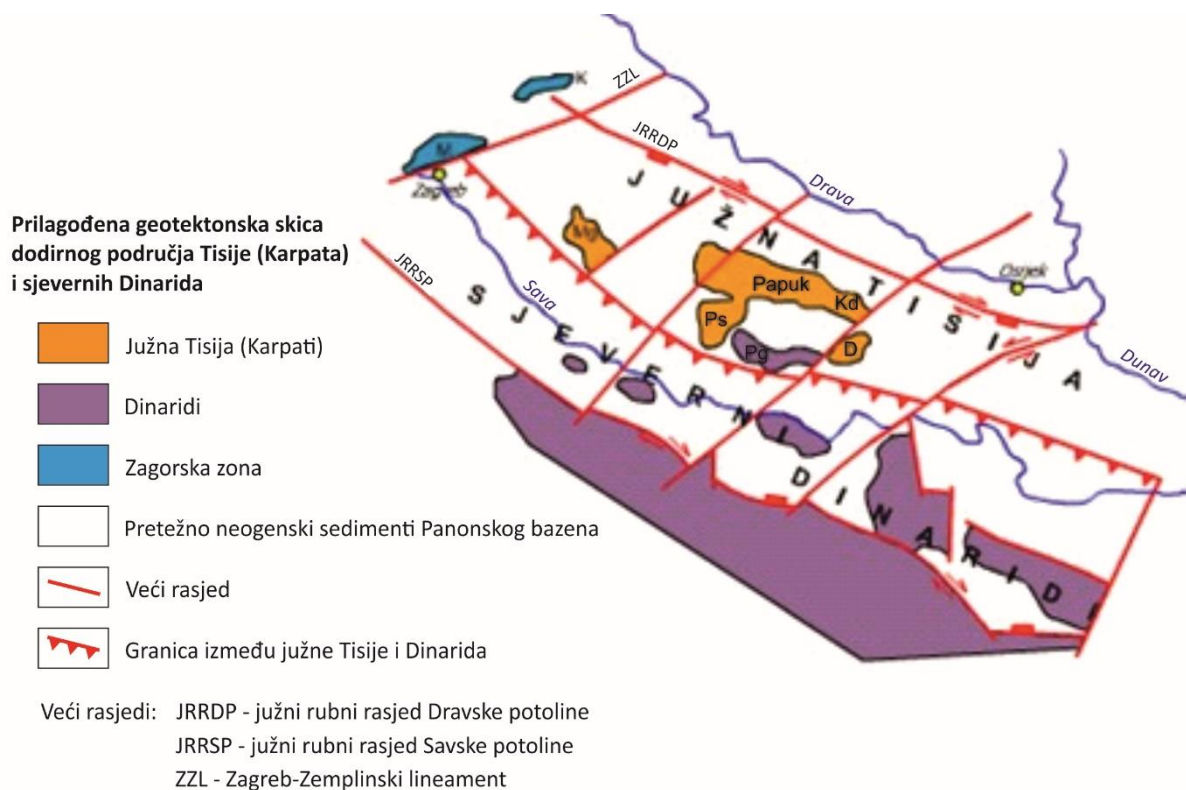 K
ZZL
M
Zagreb
JRRDP
Drava
JUŽNA TISIJA
Mg
Osijek
Papuk
Kd
Ps
Pg
D
Dunav
JRRSP
Sava
SJEVERNI DINARIDI
Prilagođena geotektonska skica
dodirnog područja Tisije (Karpata)
i sjevernih Dinarida
Južna Tisija (Karpati)
Dinaridi
Zagorska zona
Pretežno neogenski sedimenti Panonskog bazena
Veći rasjed
Granica između južne Tisije i Dinarida
Veći rasjedi: JRRDP - južni rubni rasjed Dravske potoline
JRRSP - južni rubni rasjed Savske potoline
ZZL - Zagreb-Zemplinski lineament